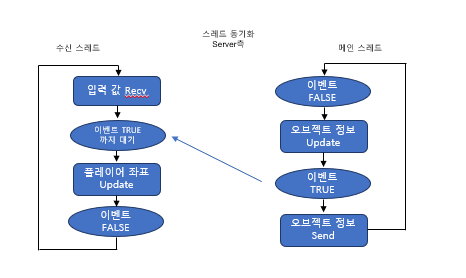 스레드 동기화
Server측
수신 스레드
입력 값 Recv
이벤트 TRUE
까지 대기
플레이어 좌표
Update
이벤트
FALSE
메인 스레드
이벤트
FALSE
오브젝트 정보
Update
이벤트
TRUE
오브젝트 정보
Send